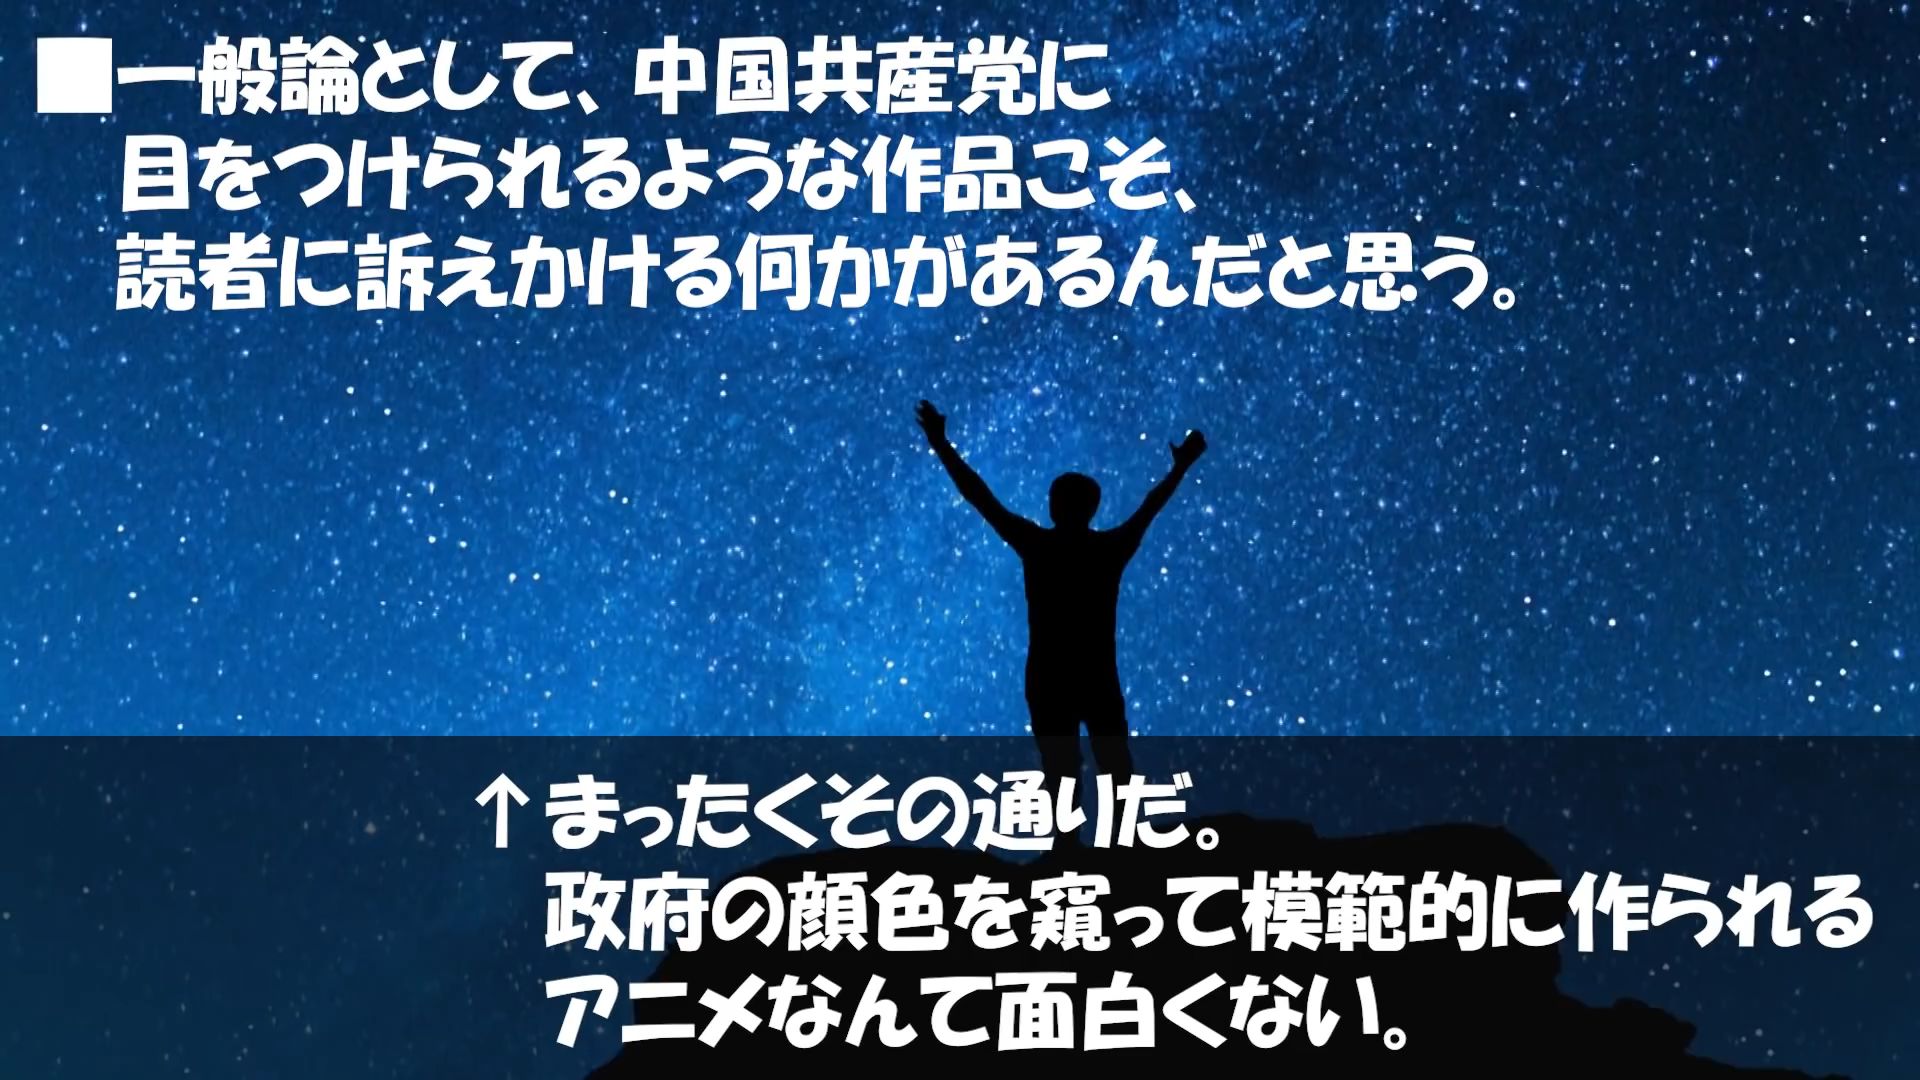 ■一般論として、中国共産党に
目をつけられるような作品こそ、
読者に訴えかける何かがあるんだと思う。
↑まったくその通りだ。
政府の顔色を窺って模範的に作られる
アニメなんて面白くない。